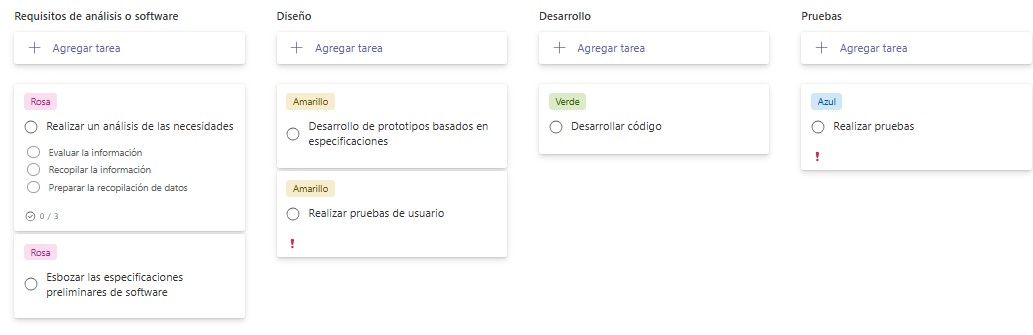 Requisitos de análisis o software
Agregar tarea
Rosa
Realizar un análisis de las necesidades
Evaluar la información
Recopilar la información
Preparar la recopilación de datos
0 / 3
Rosa
Esbozar las especificaciones
preliminares de software
Diseño
Agregar tarea
Amarillo
Desarrollo de prototipos basados en
especificaciones
Amarillo
Realizar pruebas de usuario
Desarrollo
Agregar tarea
Verde
Desarrollar código
Pruebas
Agregar tarea
Azul
Realizar pruebas